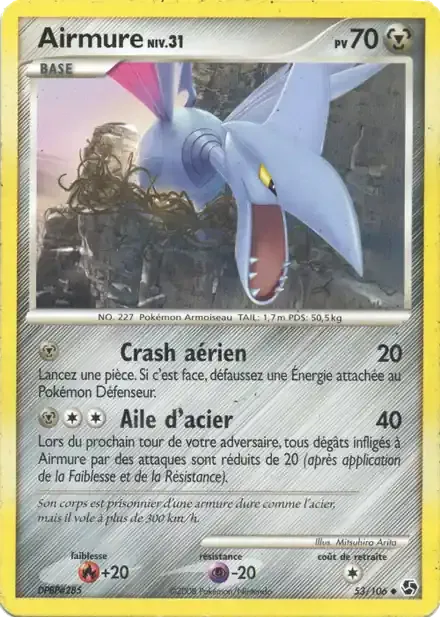 Airmure NIV.31
PV 70
BASE
NO. 227 Pokémon Armoiseau TAIL: 1,7m PDS: 50,5kg
Crash aérien 20
Lancez une pièce. Si c'est face, défaussez une Énergie attachée au
Pokémon Défenseur.
Aile d'acier 40
Lors du prochain tour de votre adversaire, tous dégâts infligés à
Airmure par des attaques sont réduits de 20 (après application
de la Faiblesse et de la Résistance).
Son corps est prisonnier d'une armure dure comme l'acier,
mais il vole à plus de 300 km/h.
Illus. Mitsuhiro Arita
faiblesse résistance coût de retraite
+20 -20
DPBP#285 ©2008 Pokémon/Nintendo 53/106